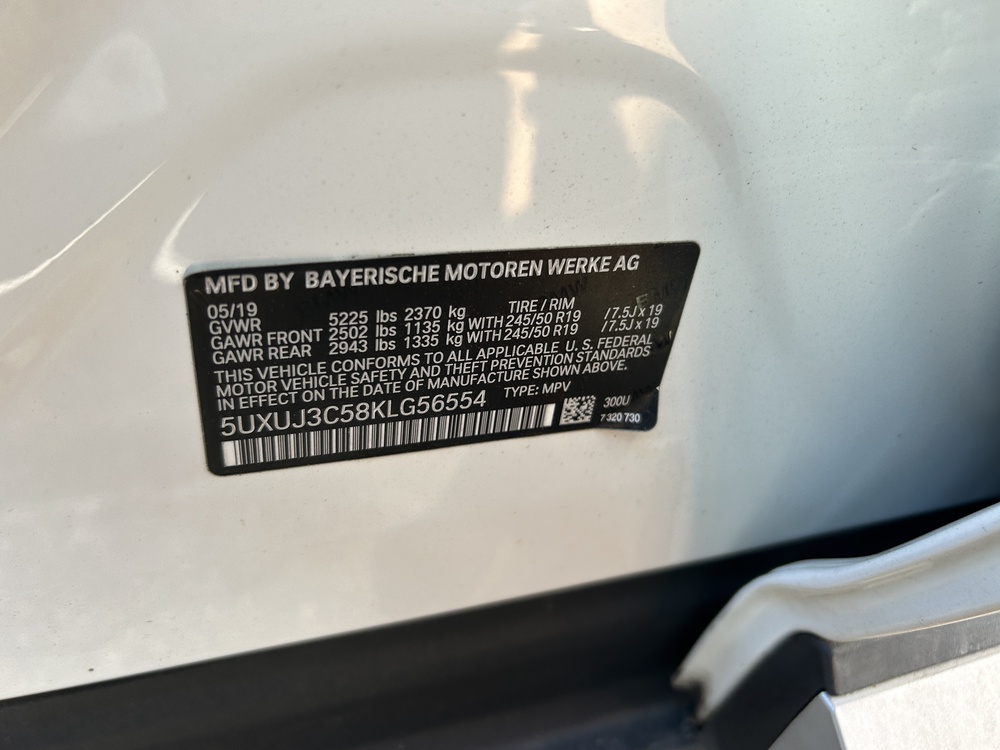 MFD BY BAYERISCHE MOTOREN WERKE AG
05/19 TIRE / RIM
GVWR 5225 lbs 2370 kg
GAWR FRONT 2502 lbs 1135 kg WITH 245/50 R19 /7.5J x 19
GAWR REAR 2943 lbs 1335 kg WITH 245/50 R19 /7.5J x 19
THIS VEHICLE CONFORMS TO ALL APPLICABLE U. S. FEDERAL
MOTOR VEHICLE SAFETY AND THEFT PREVENTION STANDARDS
IN EFFECT ON THE DATE OF MANUFACTURE SHOWN ABOVE.
5UXUJ3C58KLG56554 TYPE: MPV 300U
7 320 730